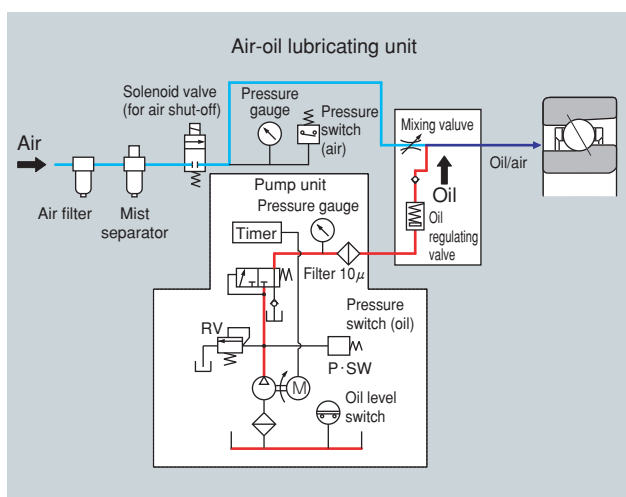 Air-oil lubricating unit
Solenoid valve
(for air shut-off)
Pressure
gauge
Pressure
switch
(air)
Mixing valuve
Air
Oil/air
Air filter
Mist
separator
Oil
Oil
regulating
valve
Pump unit
Pressure gauge
Timer
Filter 10μ
Pressure
switch (oil)
RV
P·SW
M
Oil level
switch